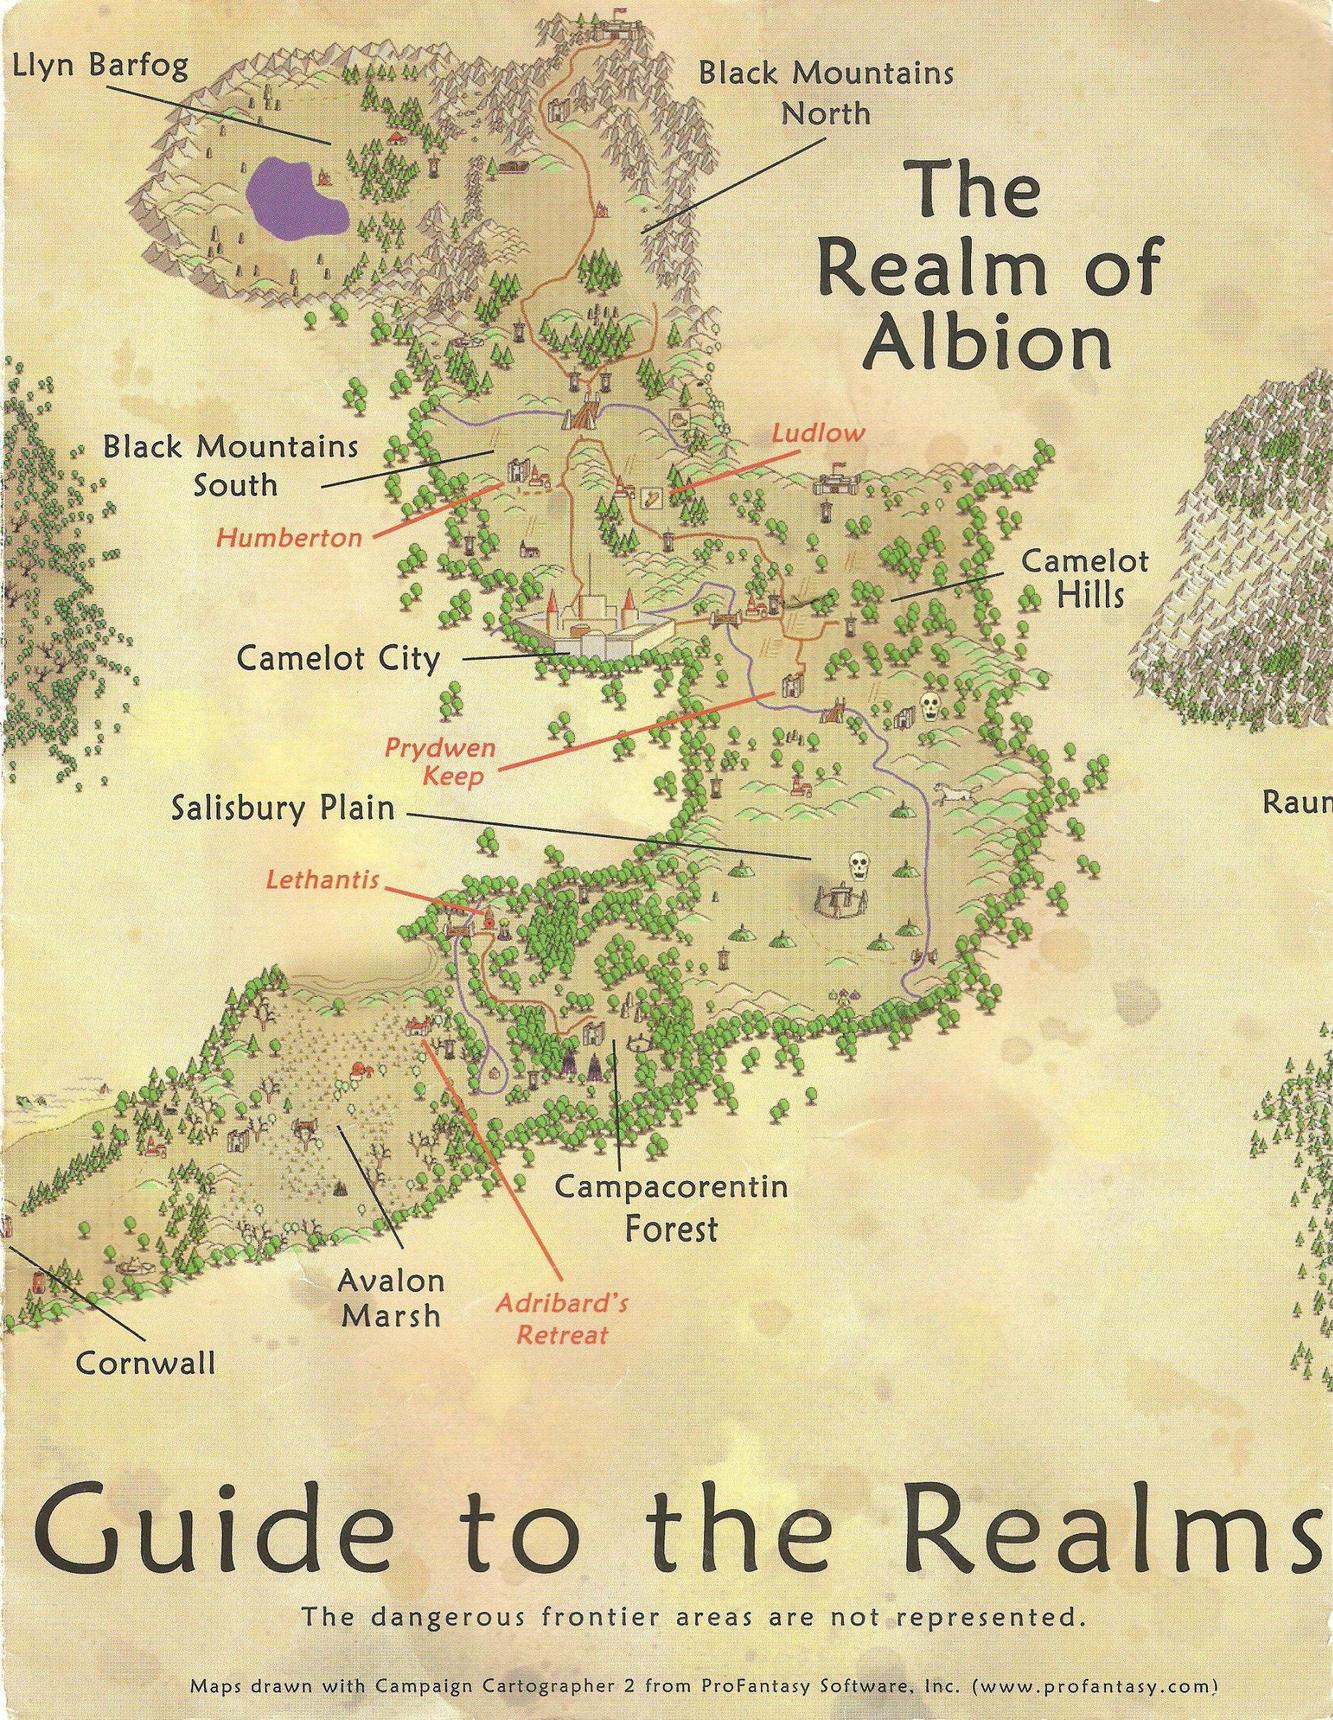 Llyn Barfog
Black Mountains
North
The
Realm of
Albion
Ludlow
Black Mountains
South
Humberton
Camelot
Hills
Camelot City
Prydwen
Keep
Salisbury Plain
Raun
Lethantis
Campacorentin
Forest
Avalon
Marsh
Adribard's
Retreat
Cornwall
Guide to the Realms
The dangerous frontier areas are not represented.
Maps drawn with Campaign Cartographer 2 from ProFantasy Software, Inc. (www.profantasy.com)